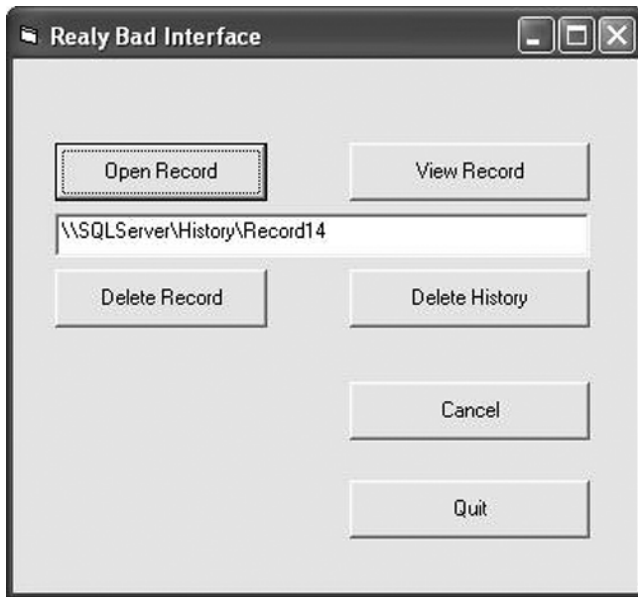 Realy Bad Interface
Open Record
View Record
\\SQLServer\History\Record14
Delete Record
Delete History
Cancel
Quit